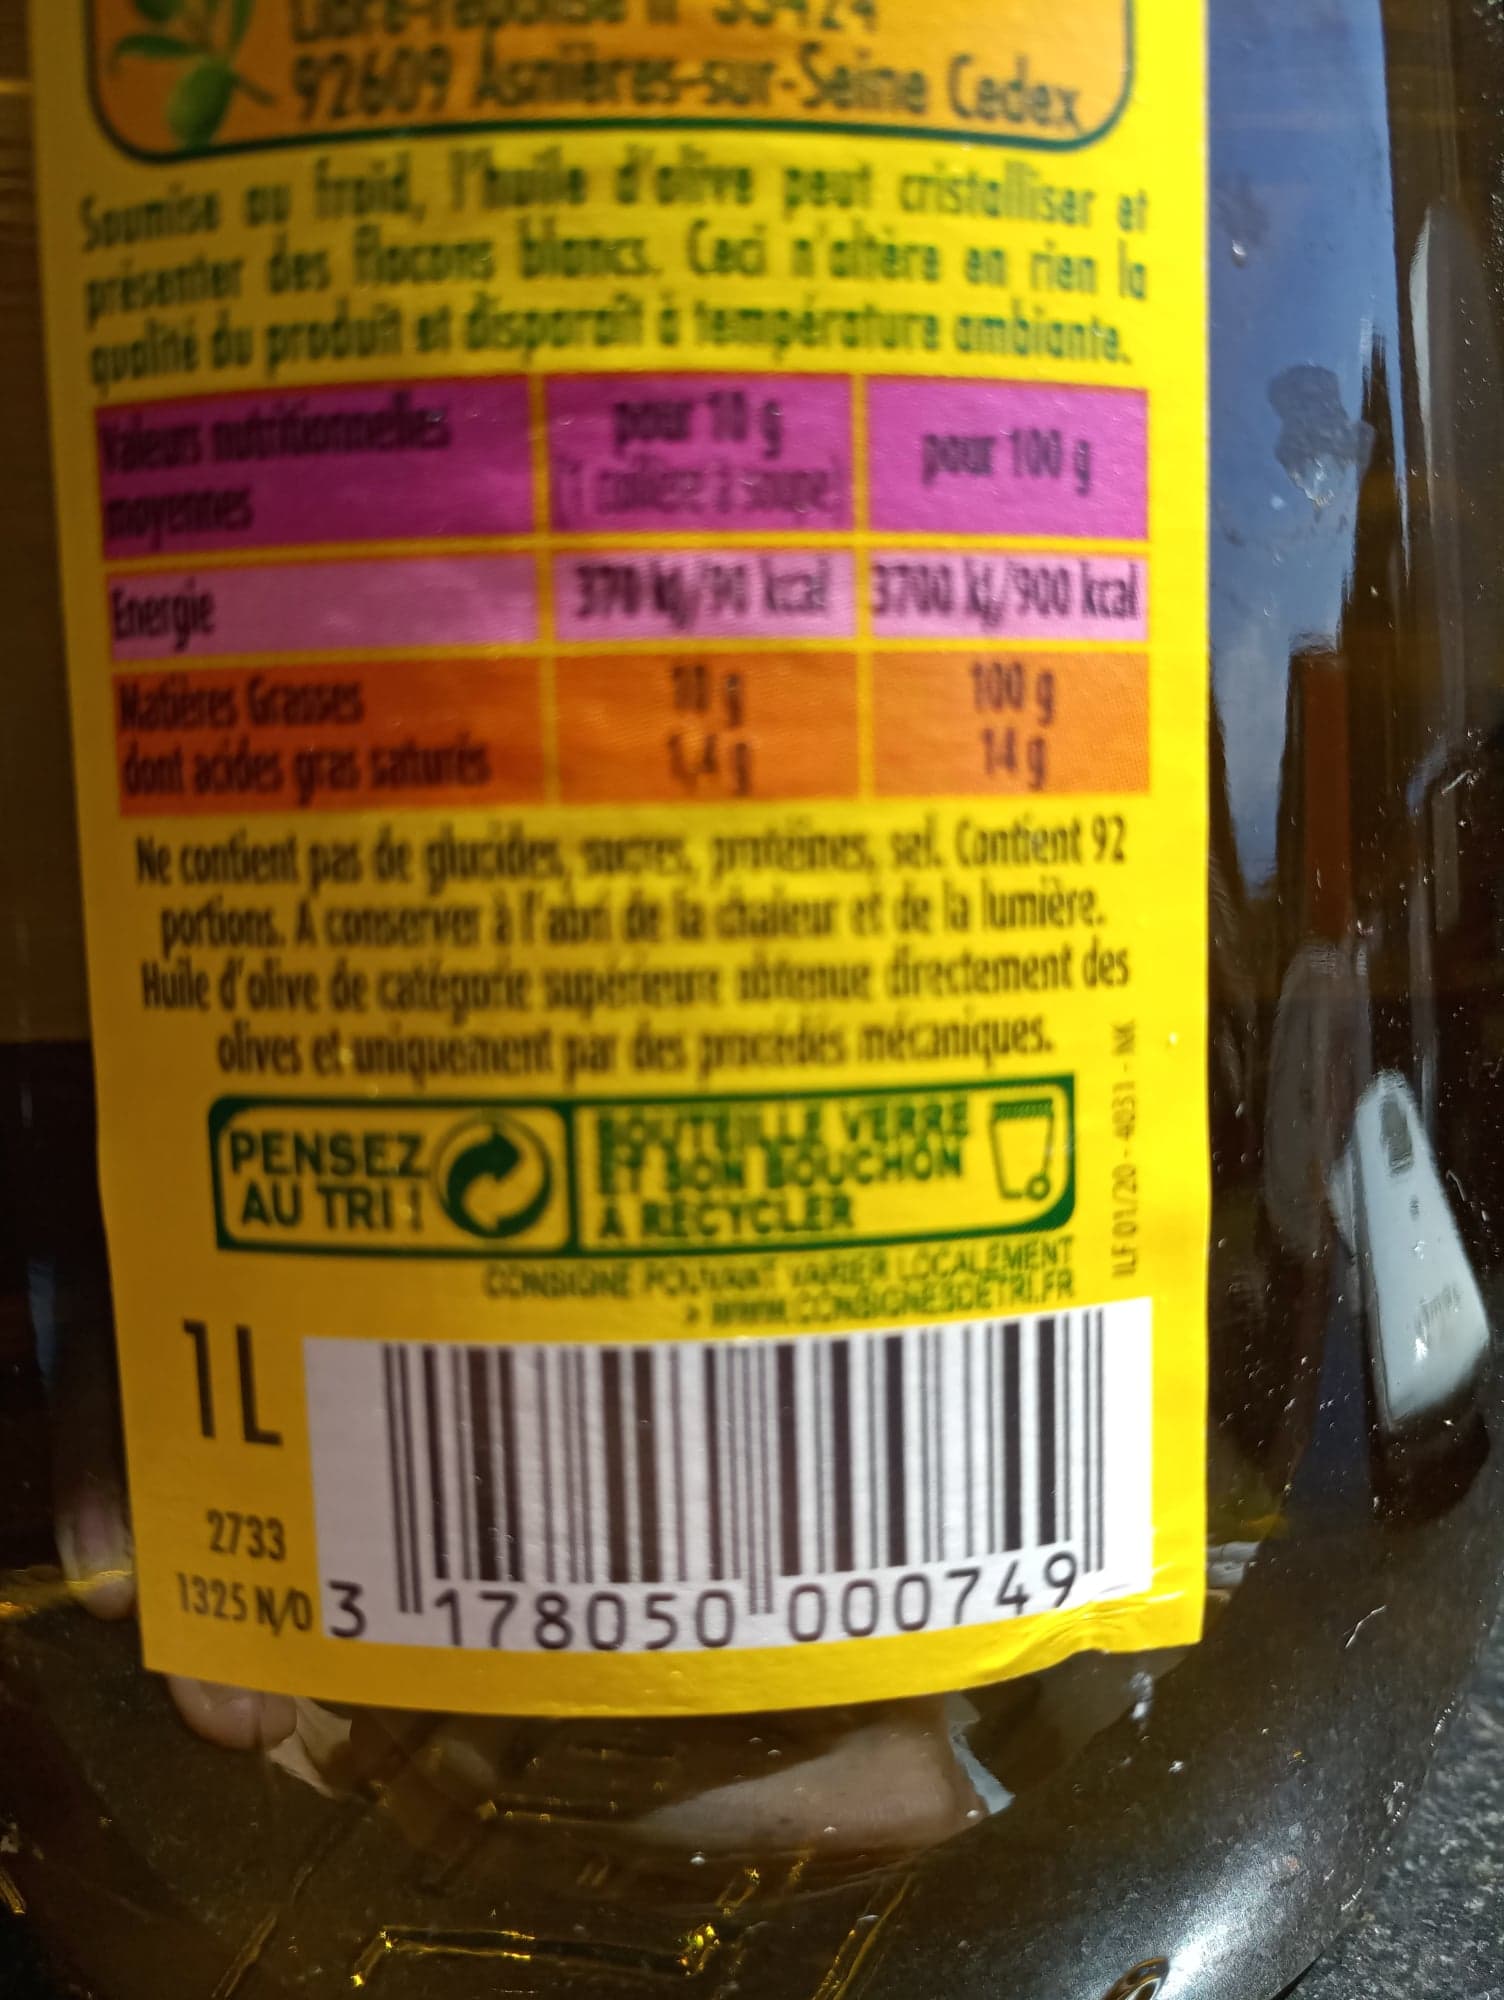 92609 Asnières-sur-Seine Cedex
Soumise au froid, l'huile d'olive peut cristalliser et
présenter des flocons blancs. Ceci n'altère en rien la
qualité du produit et disparaît à température ambiante.
Valeurs nutritionnelles moyennes pour 10 g (1 cuillère à soupe) pour 100 g
Energie 370 kJ/90 kcal 3700 kJ/900 kcal
Matières Grasses 10 g 100 g
dont acides gras saturés 1,4 g 14 g
Ne contient pas de glucides, sucres, protéines, sel. Contient 92
portions. A conserver à l'abri de la chaleur et de la lumière.
Huile d'olive de catégorie supérieure obtenue directement des
olives et uniquement par des procédés mécaniques.
PENSEZ
AU TRI !
BOUTEILLE VERRE
ET SON BOUCHON
À RECYCLER
CONSIGNE POUVANT VARIER LOCALEMENT
> WWW.CONSIGNESDETRI.FR
ILF 01/20 - 4031 - NK
1L
2733
1325 N/O
3 178050 000749